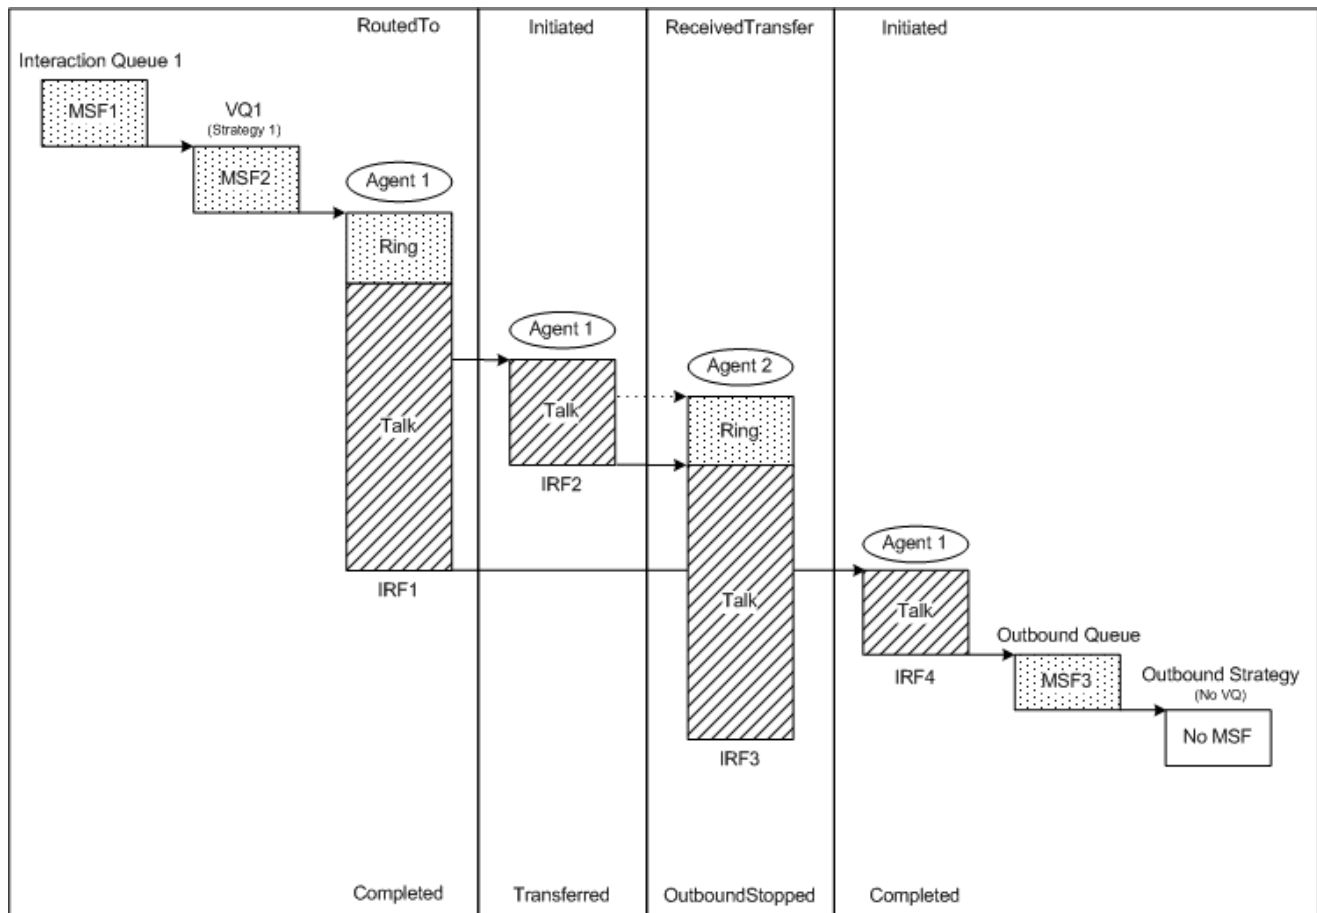 RoutedTo
Initiated
ReceivedTransfer
Initiated
Interaction Queue 1
MSF1
VQ1
(Strategy 1)
MSF2
Agent 1
Ring
Talk
IRF1
Agent 1
Talk
IRF2
Agent 2
Ring
Talk
IRF3
Agent 1
Talk
IRF4
Outbound Queue
MSF3
Outbound Strategy
(No VQ)
No MSF
Completed
Transferred
OutboundStopped
Completed